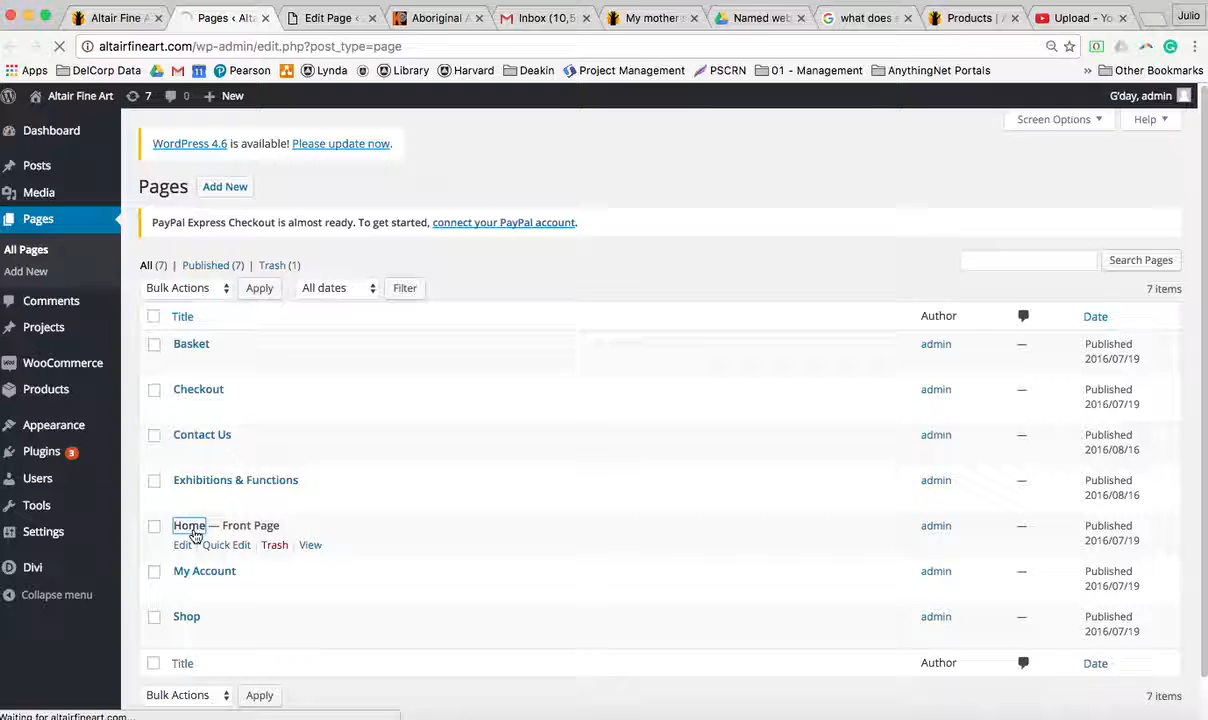 Altair Fine A
Pages ‹ Alt
Edit Page ‹
Aboriginal A
Inbox (10,5
My mother
Named web
what does
Products |
Upload - Yo
Julio
altairfineart.com/wp-admin/edit.php?post_type=page
Apps
DelCorp Data
Pearson
Lynda
Library
Harvard
Deakin
Project Management
PSCRN
01 - Management
AnythingNet Portals
»
Other Bookmarks
Altair Fine Art
7
0
New
G'day, admin
Dashboard
Posts
Media
Pages
All Pages
Add New
Comments
Projects
WooCommerce
Products
Appearance
Plugins 3
Users
Tools
Settings
Divi
Collapse menu
Screen Options
Help
WordPress 4.6 is available! Please update now.
Pages
Add New
PayPal Express Checkout is almost ready. To get started, connect your PayPal account.
All (7) | Published (7) | Trash (1)
Search Pages
Bulk Actions
Apply
All dates
Filter
7 items
Title
Author
Date
Basket
admin
—
Published
2016/07/19
Checkout
admin
—
Published
2016/07/19
Contact Us
admin
—
Published
2016/08/16
Exhibitions & Functions
admin
—
Published
2016/08/16
Home — Front Page
Edit
Quick Edit
Trash
View
admin
—
Published
2016/07/19
My Account
admin
—
Published
2016/07/19
Shop
admin
—
Published
2016/07/19
Title
Author
Date
Bulk Actions
Apply
7 items
Waiting for altairfineart.com...